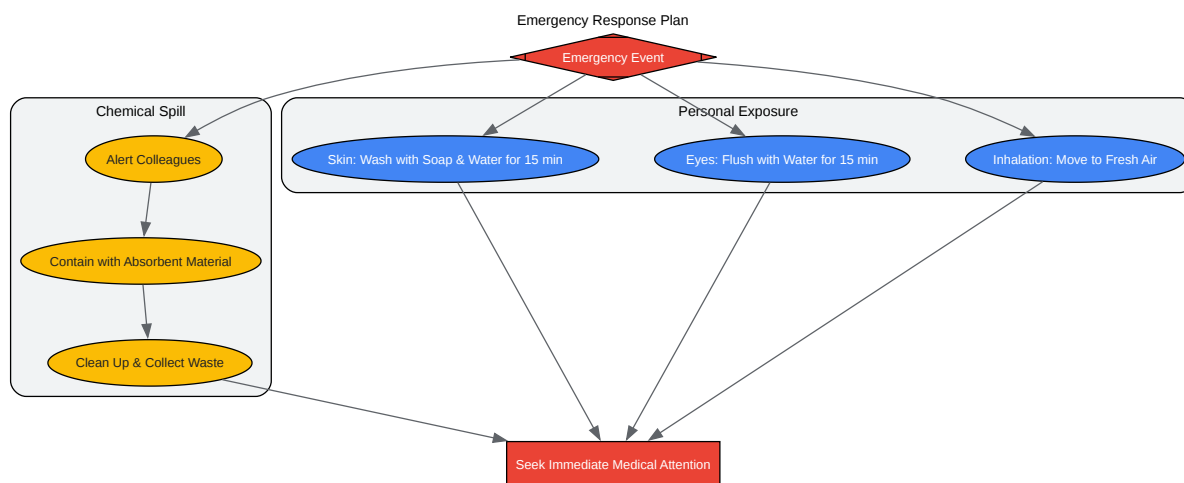 Emergency Response Plan
Emergency Event
Chemical Spill
Personal Exposure
Alert Colleagues
Skin: Wash with Soap & Water for 15 min
Eyes: Flush with Water for 15 min
Inhalation: Move to Fresh Air
Contain with Absorbent Material
Clean Up & Collect Waste
Seek Immediate Medical Attention